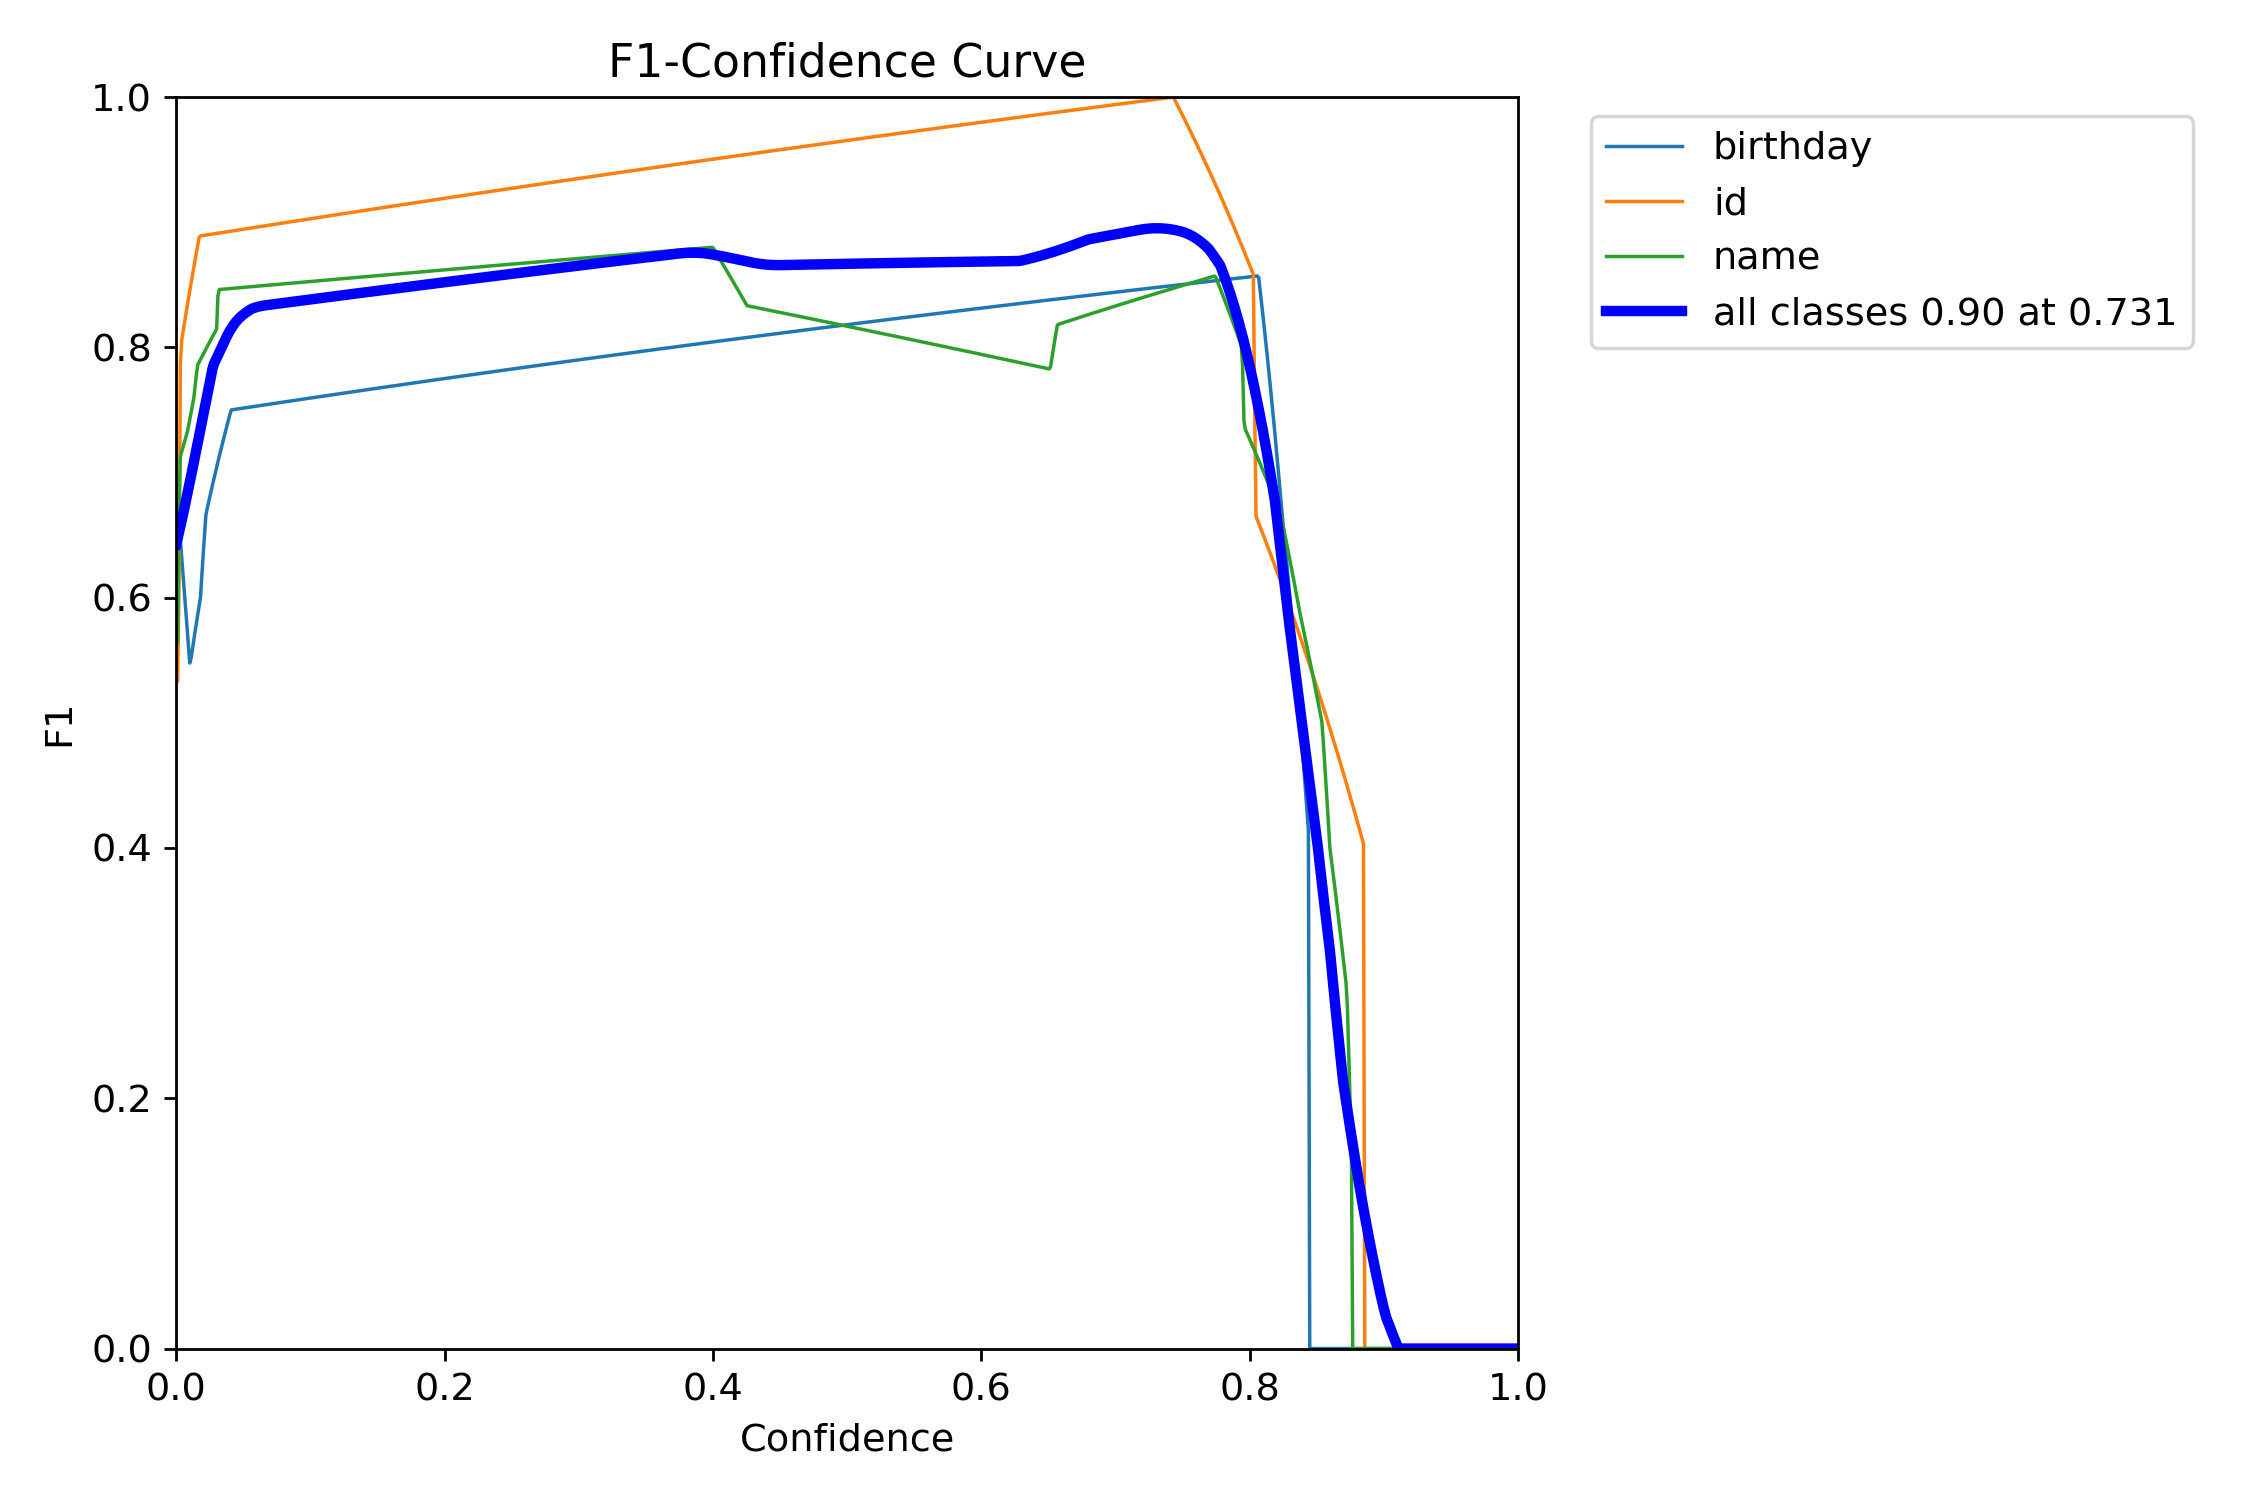 F1-Confidence Curve
1.0
0.8
0.6
0.4
0.2
0.0
F1
0.0 0.2 0.4 0.6 0.8 1.0
Confidence
birthday
id
name
all classes 0.90 at 0.731